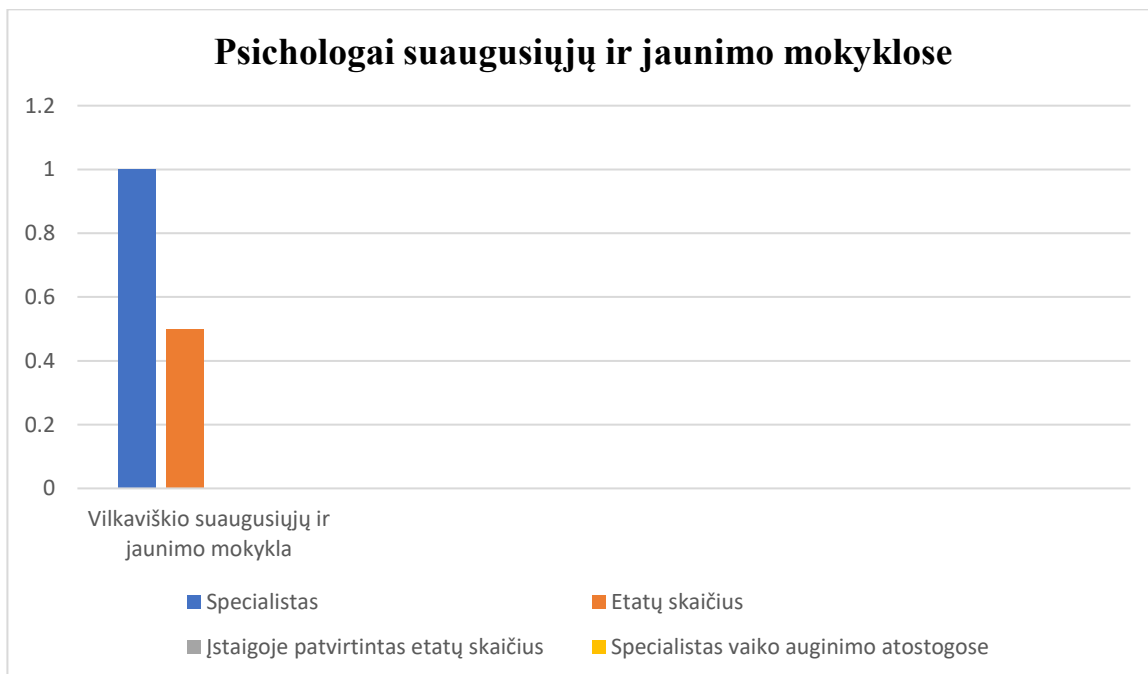 Psichologai suaugusiųjų ir jaunimo mokyklose
1.2
1
0.8
0.6
0.4
0.2
0
Vilkaviškio suaugusiųjų ir
jaunimo mokykla
Specialistas
Etatų skaičius
Įstaigoje patvirtintas etatų skaičius
Specialistas vaiko auginimo atostogose